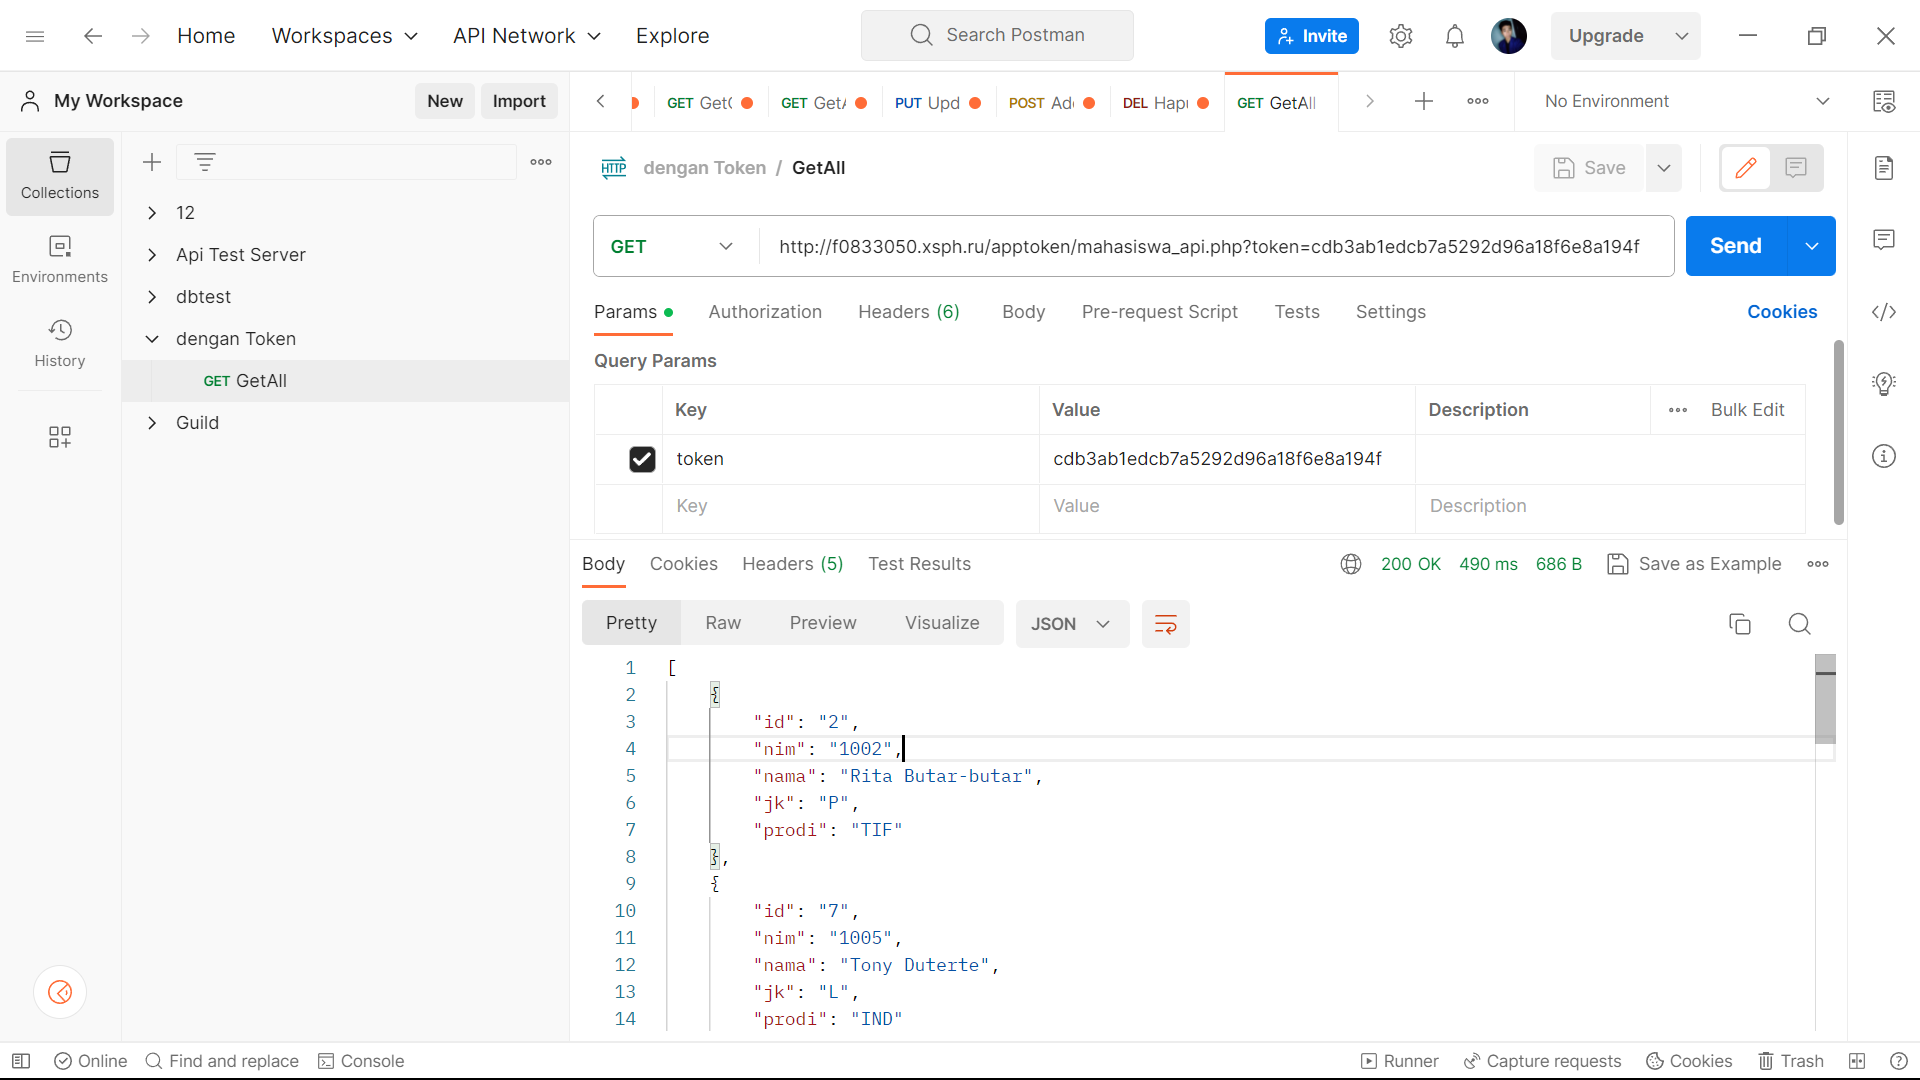 Home Workspaces API Network Explore Search Postman Invite Upgrade
My Workspace New Import
GET Get PUT Upd POST DEL GET GetAll No Environment
Collections
Environments
History
12
Api Test Server
dbtest
dengan Token
GET GetAll
Guild
HTTP dengan Token / GetAll Save
GET http://f0833050.xsph.ru/apptoken/mahasiswa_api.php?token=cdb3ab1edcb7a5292d96a18f6e8a194f Send
Params Authorization Headers (6) Body Pre-request Script Tests Settings Cookies
Query Params
Key Value Description Bulk Edit
token cdb3ab1edcb7a5292d96a18f6e8a194f
Key Value Description
Body Cookies Headers (5) Test Results 200 OK 490 ms 686 B Save as Example
Pretty Raw Preview Visualize JSON
1 [
2 {
3 "id": "2",
4 "nim": "1002",
5 "nama": "Rita Butar-butar",
6 "jk": "P",
7 "prodi": "TIF"
8 },
9 {
10 "id": "7",
11 "nim": "1005",
12 "nama": "Tony Duterte",
13 "jk": "L",
14 "prodi": "IND"
Online Find and replace Console Runner Capture requests Cookies Trash